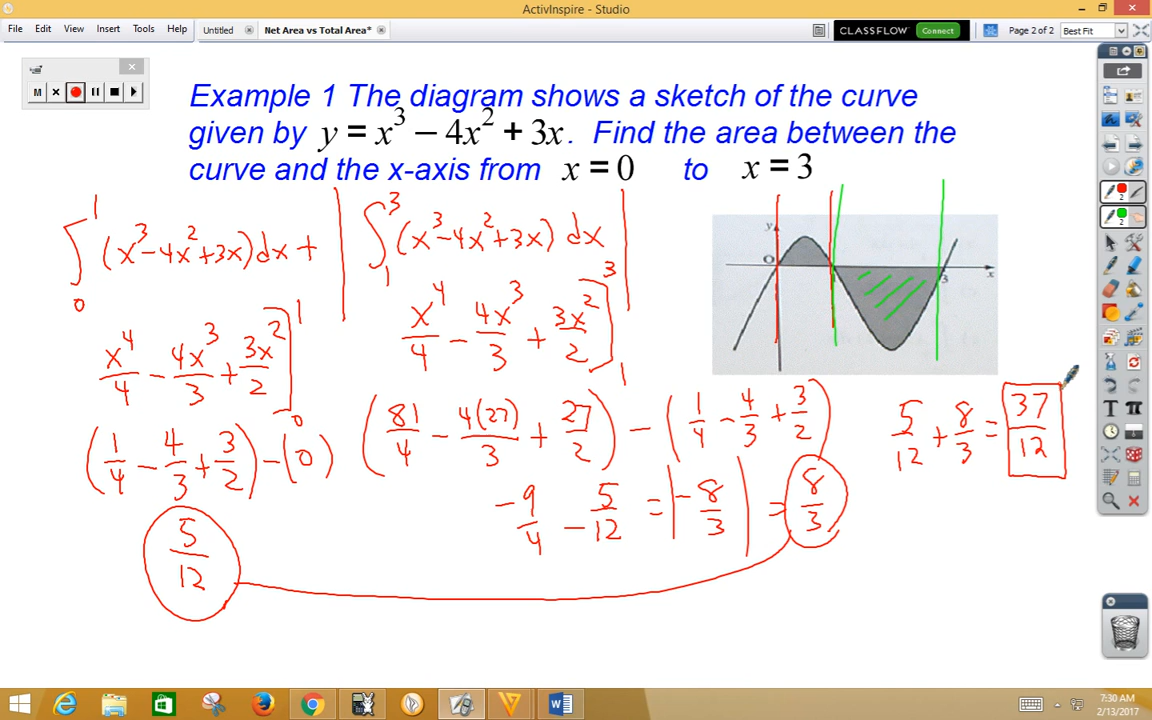 ActivInspire - Studio
File Edit View Insert Tools Help
Untitled
Net Area vs Total Area*
CLASSFLOW Connect
Page 2 of 2
Best Fit
M
Example 1 The diagram shows a sketch of the curve
given by y = x³ − 4x² + 3x. Find the area between the
curve and the x-axis from x = 0 to x = 3
∫₀¹ (x³−4x²+3x)dx + | ∫₁³ (x³−4x²+3x) dx |
y
O
3
x
x⁴/4 − 4x³/3 + 3x²/2 ]₀¹
x⁴/4 − 4x³/3 + 3x²/2 ]₁³
(1/4 − 4/3 + 3/2) − (0)
(81/4 − 4(27)/3 + 27/2) − (1/4 − 4/3 + 3/2)
5/12
−9/4 − 5/12 = |−8/3| = 8/3
5/12 + 8/3 = 37/12
2
2
7:30 AM
2/13/2017